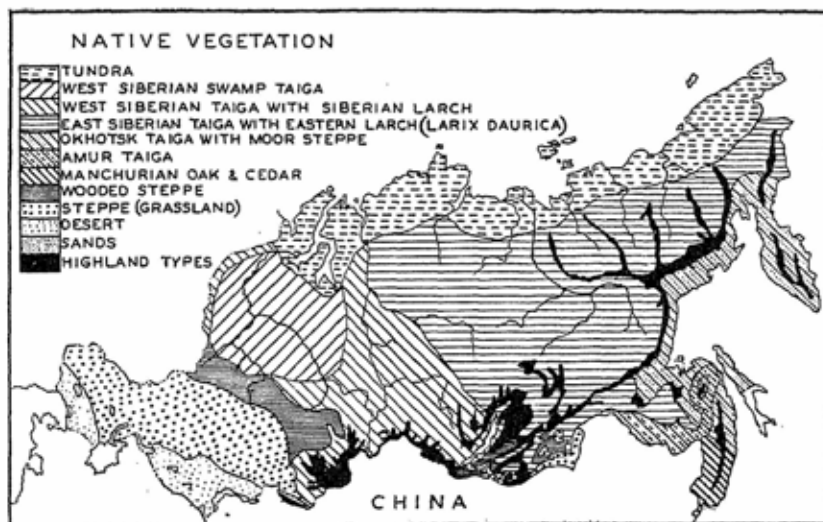 NATIVE VEGETATION
TUNDRA
WEST SIBERIAN SWAMP TAIGA
WEST SIBERIAN TAIGA WITH SIBERIAN LARCH
EAST SIBERIAN TAIGA WITH EASTERN LARCH (LARIX DAURICA)
OKHOTSK TAIGA WITH MOOR STEPPE
AMUR TAIGA
MANCHURIAN OAK & CEDAR
WOODED STEPPE
STEPPE (GRASSLAND)
DESERT
SANDS
HIGHLAND TYPES
CHINA